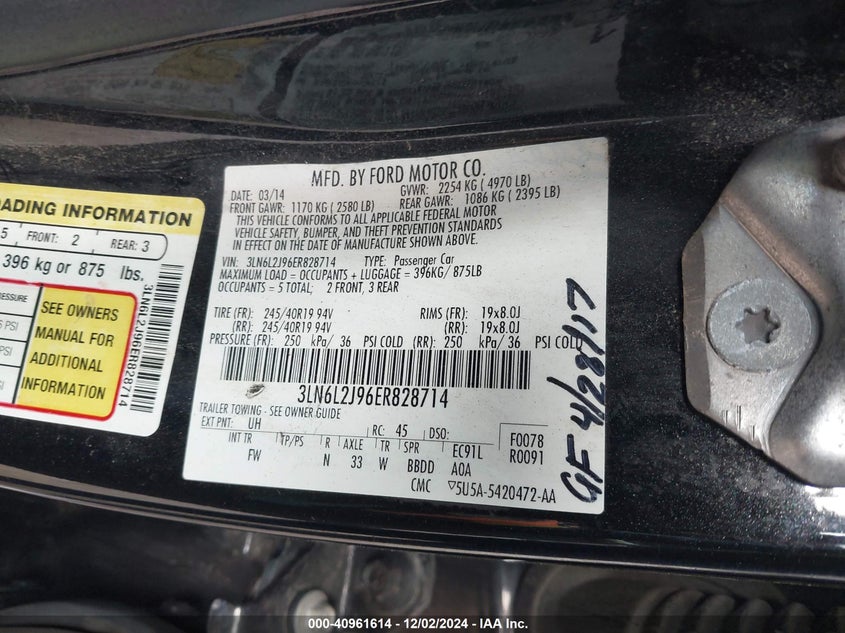 MFD. BY FORD MOTOR CO.
DATE: 03/14 GVWR: 2254 KG ( 4970 LB)
FRONT GAWR: 1170 KG ( 2580 LB) REAR GAWR: 1086 KG ( 2395 LB)
THIS VEHICLE CONFORMS TO ALL APPLICABLE FEDERAL MOTOR
VEHICLE SAFETY, BUMPER, AND THEFT PREVENTION STANDARDS
IN EFFECT ON THE DATE OF MANUFACTURE SHOWN ABOVE.
VIN: 3LN6L2J96ER828714 TYPE: Passenger Car
MAXIMUM LOAD = OCCUPANTS + LUGGAGE = 396KG/ 875LB
OCCUPANTS = 5 TOTAL; 2 FRONT, 3 REAR
TIRE (FR): 245/40R19 94V RIMS (FR): 19x8.0J
(RR): 245/40R19 94V (RR): 19x8.0J
PRESSURE (FR): 250 kPa/ 36 PSI COLD (RR): 250 kPa/ 36 PSI COLD
3LN6L2J96ER828714
TRAILER TOWING - SEE OWNER GUIDE
EXT PNT: UH RC: 45 DSO: F0078
INT TR TP/PS R AXLE TR SPR EC91L R0091
FW N 33 W BBDD AOA
CMC ▽5U5A-5420472-AA
GF 4/28/17
ADING INFORMATION
5 FRONT: 2 REAR: 3
396 kg or 875 lbs.
RESSURE
PSI
PSI
SEE OWNERS
MANUAL FOR
ADDITIONAL
INFORMATION
3LN6L2J96ER828714
000-40961614 - 12/02/2024 - IAA Inc.